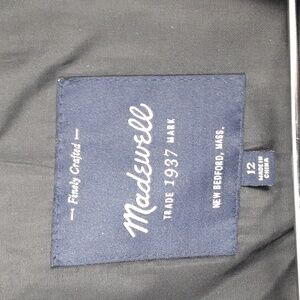 — Finely Crafted —
Madewell
TRADE 1937 MARK
NEW BEDFORD, MASS.
12
MADE IN
CHINA